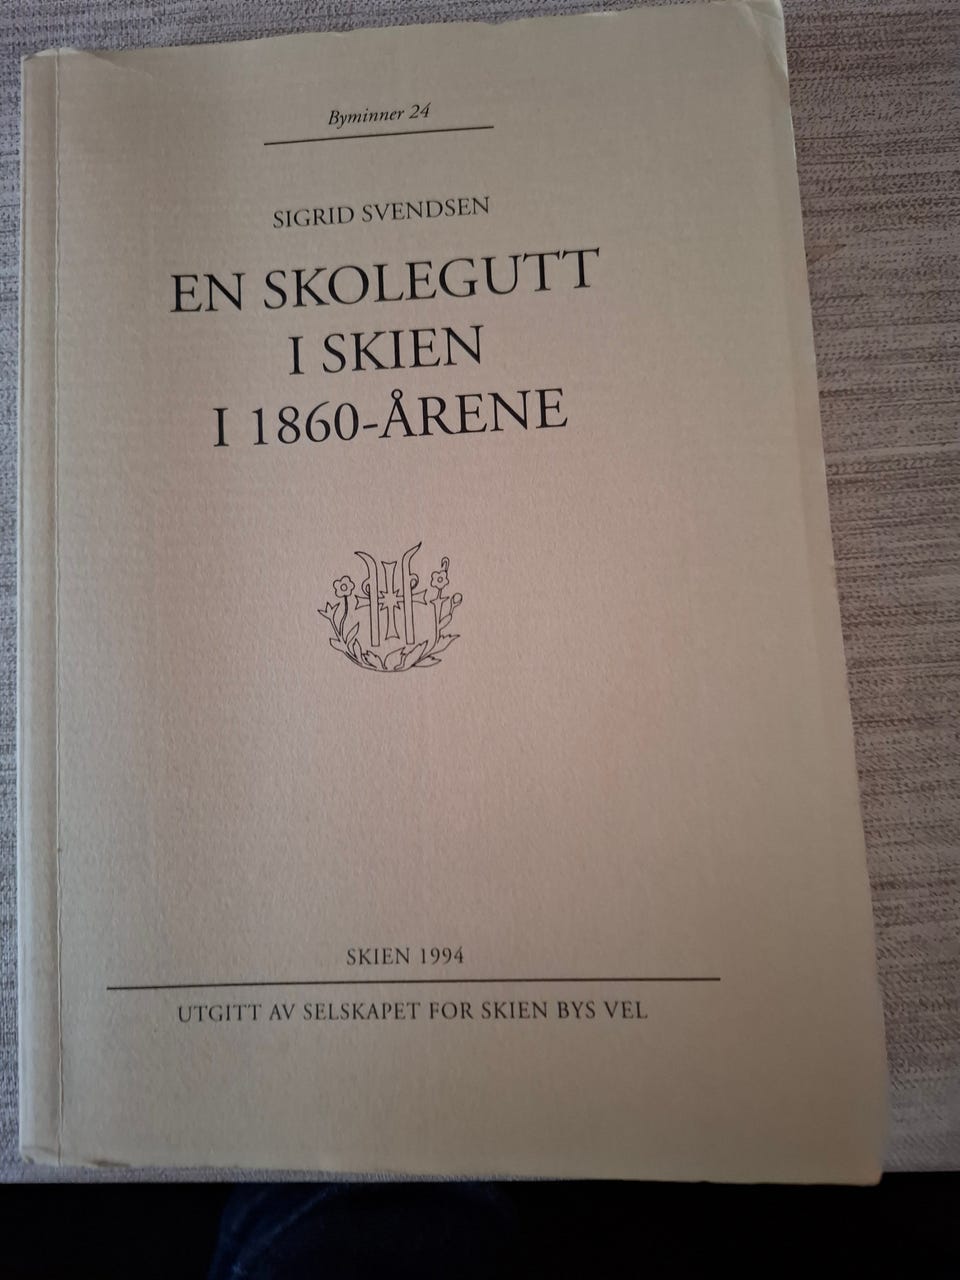 Byminner 24
SIGRID SVENDSEN
EN SKOLEGUTT
I SKIEN
I 1860-ÅRENE
SKIEN 1994
UTGITT AV SELSKAPET FOR SKIEN BYS VEL